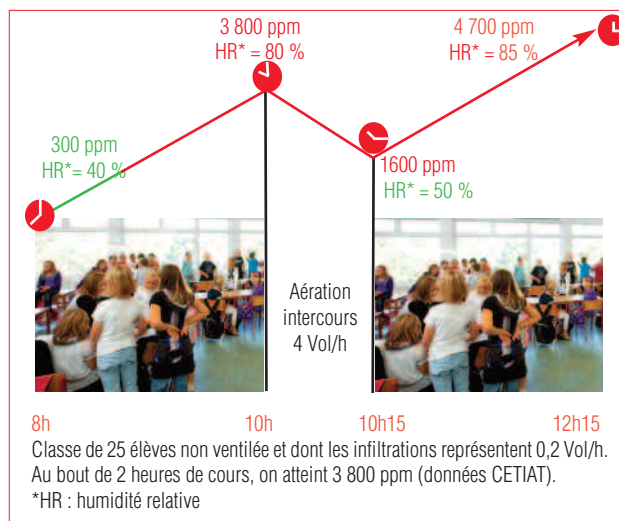 3 800 ppm
HR* = 80 %
4 700 ppm
HR* = 85 %
300 ppm
HR*= 40 %
1600 ppm
HR* = 50 %
Aération
intercours
4 Vol/h
8h
10h
10h15
12h15
Classe de 25 élèves non ventilée et dont les infiltrations représentent 0,2 Vol/h.
Au bout de 2 heures de cours, on atteint 3 800 ppm (données CETIAT).
*HR : humidité relative